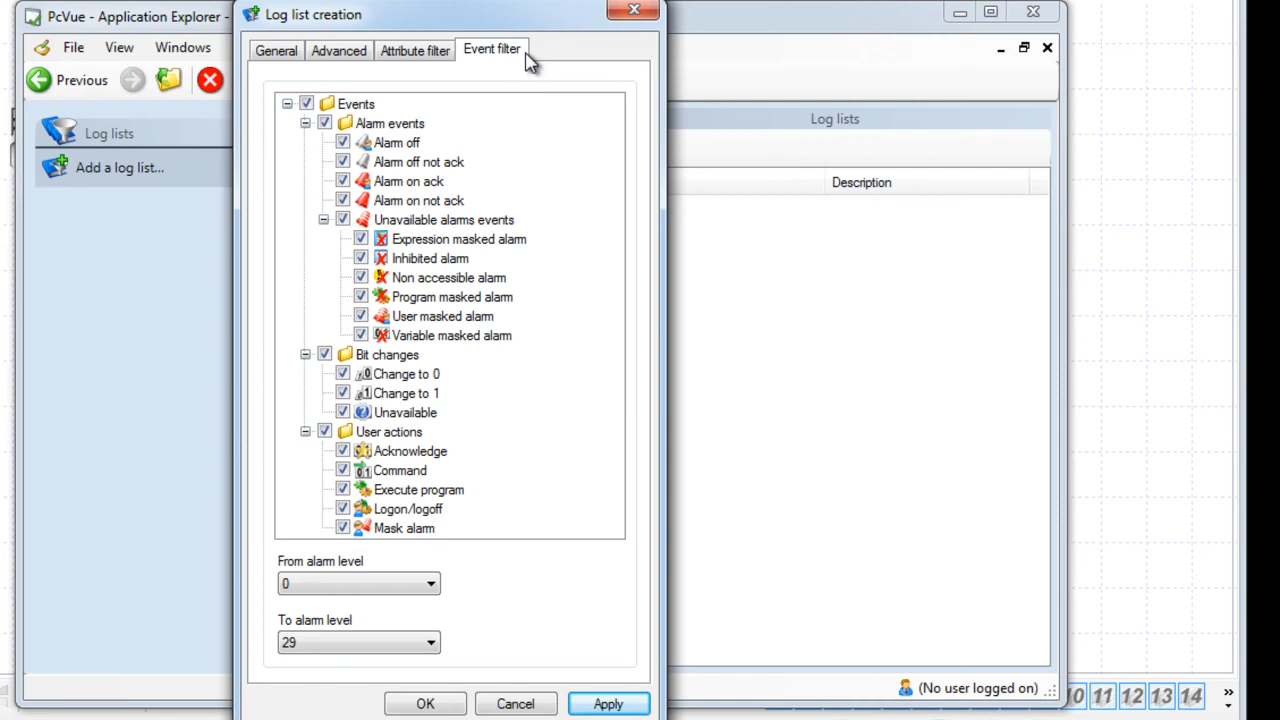 PcVue - Application Explorer -
Log list creation
File View Windows
General Advanced Attribute filter Event filter
Previous
Log lists
Add a log list...
Log lists
Description
Events
Alarm events
Alarm off
Alarm off not ack
Alarm on ack
Alarm on not ack
Unavailable alarms events
Expression masked alarm
Inhibited alarm
Non accessible alarm
Program masked alarm
User masked alarm
Variable masked alarm
Bit changes
Change to 0
Change to 1
Unavailable
User actions
Acknowledge
Command
Execute program
Logon/logoff
Mask alarm
From alarm level
0
To alarm level
29
OK Cancel Apply
(No user logged on)
10 11 12 13 14